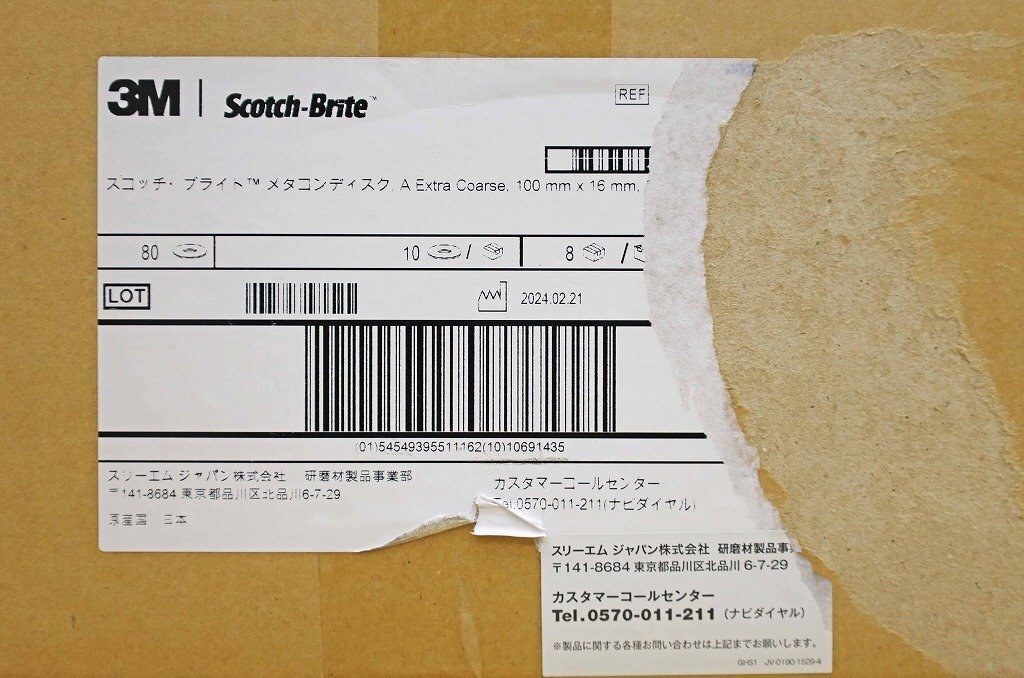 3M | Scotch-Brite™
REF
スコッチ・ブライト™ メタコンディスク, A Extra Coarse, 100 mm x 16 mm,
80 10 / 8 /
LOT 2024.02.21
(01)54549395511162(10)10691435
スリーエム ジャパン株式会社 研磨材製品事業部
〒141-8684 東京都品川区北品川6-7-29
原産国 日本
カスタマーコールセンター
Tel.0570-011-211(ナビダイヤル)
スリーエム ジャパン株式会社 研磨材製品事
〒141-8684 東京都品川区北品川 6-7-29
カスタマーコールセンター
Tel.0570-011-211 (ナビダイヤル)
※製品に関する各種お問い合わせは上記までお願いします。
GHS1 JV-0190-1529-4